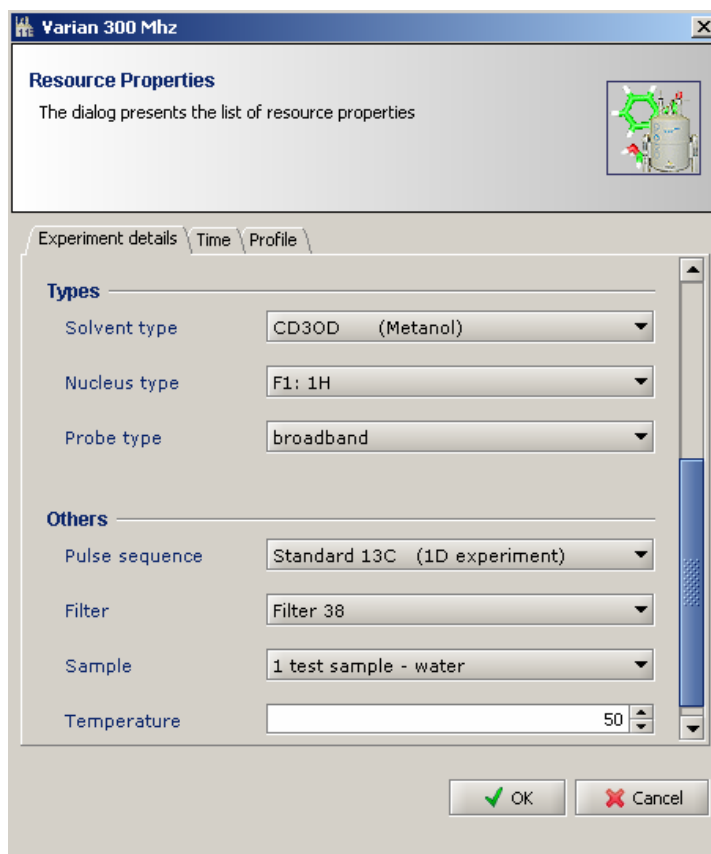 Varian 300 Mhz
Resource Properties
The dialog presents the list of resource properties
Experiment details Time Profile
Types
Solvent type CD3OD (Metanol)
Nucleus type F1: 1H
Probe type broadband
Others
Pulse sequence Standard 13C (1D experiment)
Filter Filter 38
Sample 1 test sample - water
Temperature 50
OK Cancel